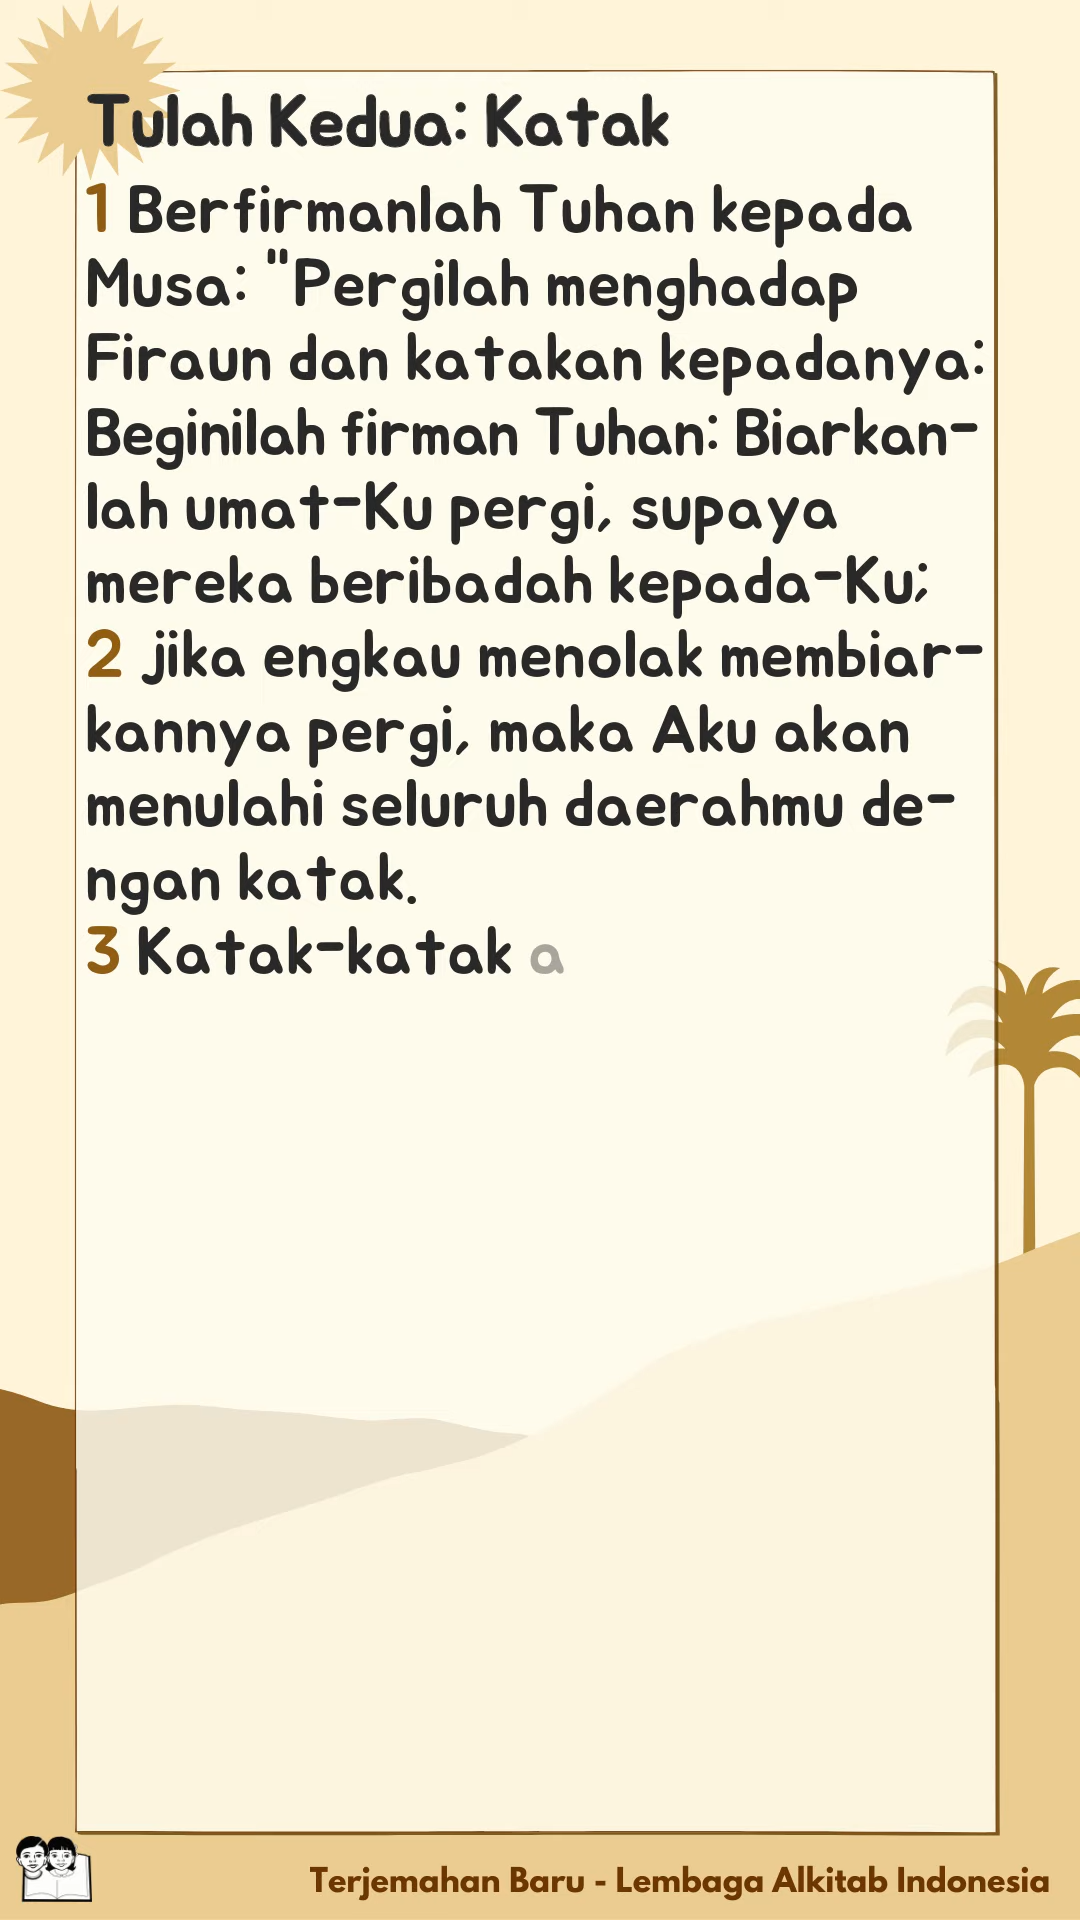 Tulah Kedua: Katak
1 Berfirmanlah Tuhan kepada
Musa: "Pergilah menghadap
Firaun dan katakan kepadanya:
Beginilah firman Tuhan: Biarkan-
lah umat-Ku pergi, supaya
mereka beribadah kepada-Ku;
2 jika engkau menolak membiar-
kannya pergi, maka Aku akan
menulahi seluruh daerahmu de-
ngan katak.
3 Katak-katak a
Terjemahan Baru - Lembaga Alkitab Indonesia